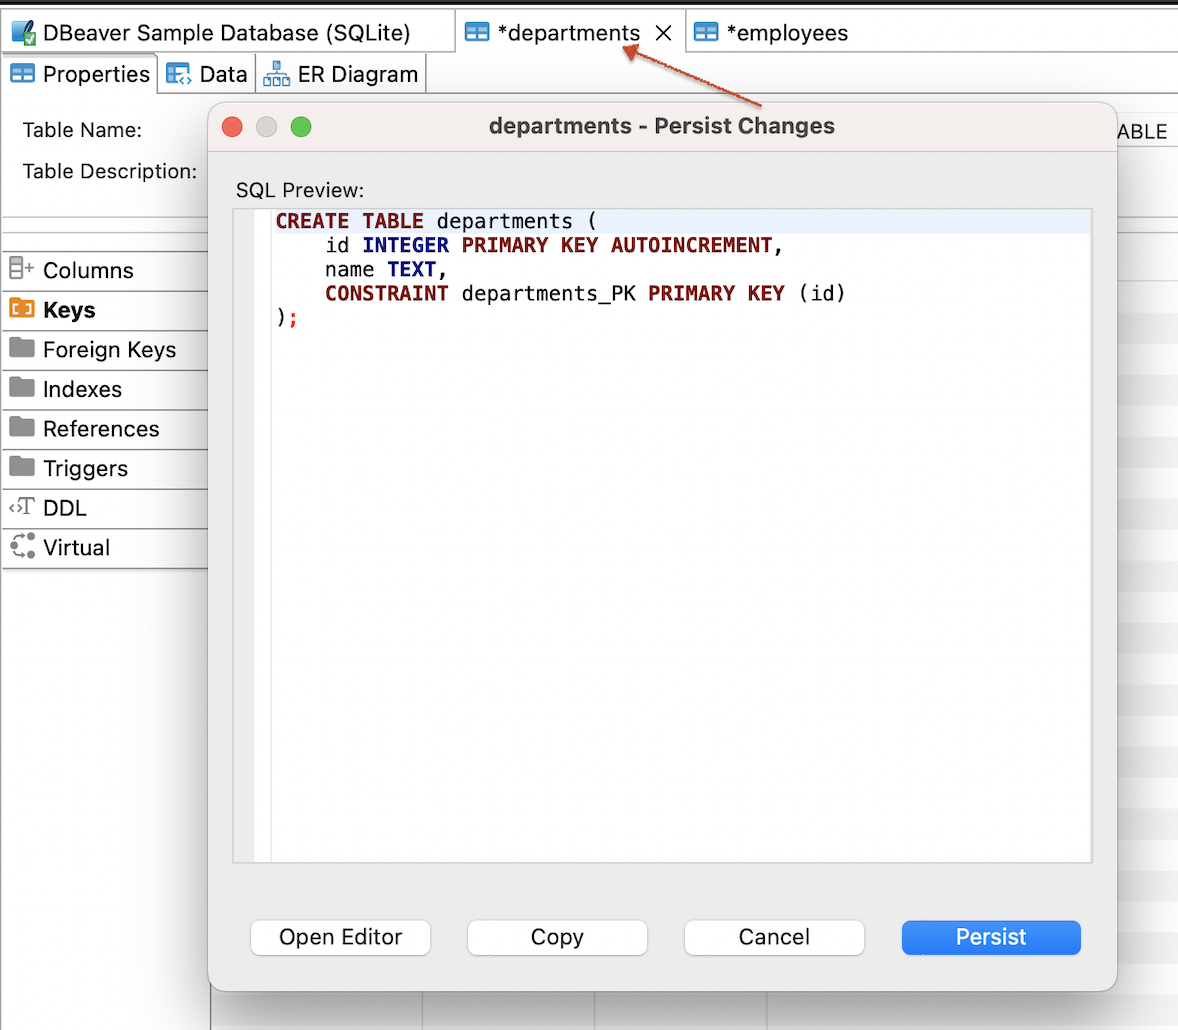 DBeaver Sample Database (SQLite) *departments *employees
Properties Data ER Diagram
Table Name:
ABLE
Table Description:
departments - Persist Changes
SQL Preview:
CREATE TABLE departments (
id INTEGER PRIMARY KEY AUTOINCREMENT,
name TEXT,
CONSTRAINT departments_PK PRIMARY KEY (id)
);
Columns
Keys
Foreign Keys
Indexes
References
Triggers
DDL
Virtual
Open Editor Copy Cancel Persist